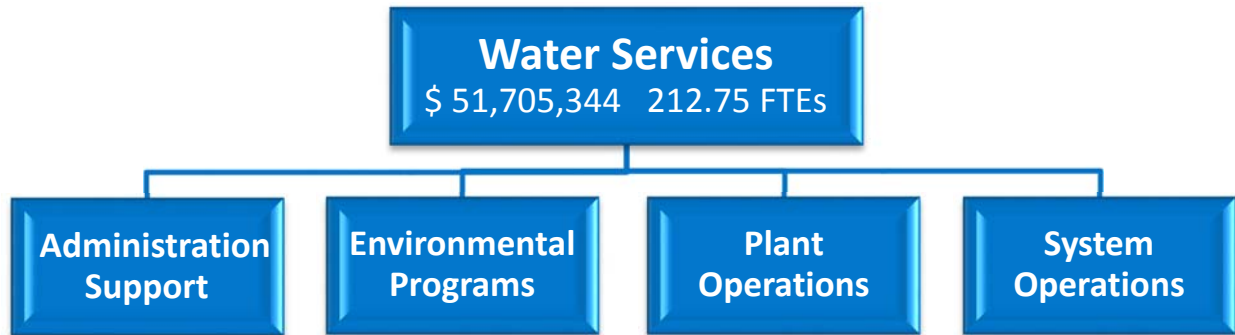 Water Services
$ 51,705,344 212.75 FTEs
Administration
Support
Environmental
Programs
Plant
Operations
System
Operations